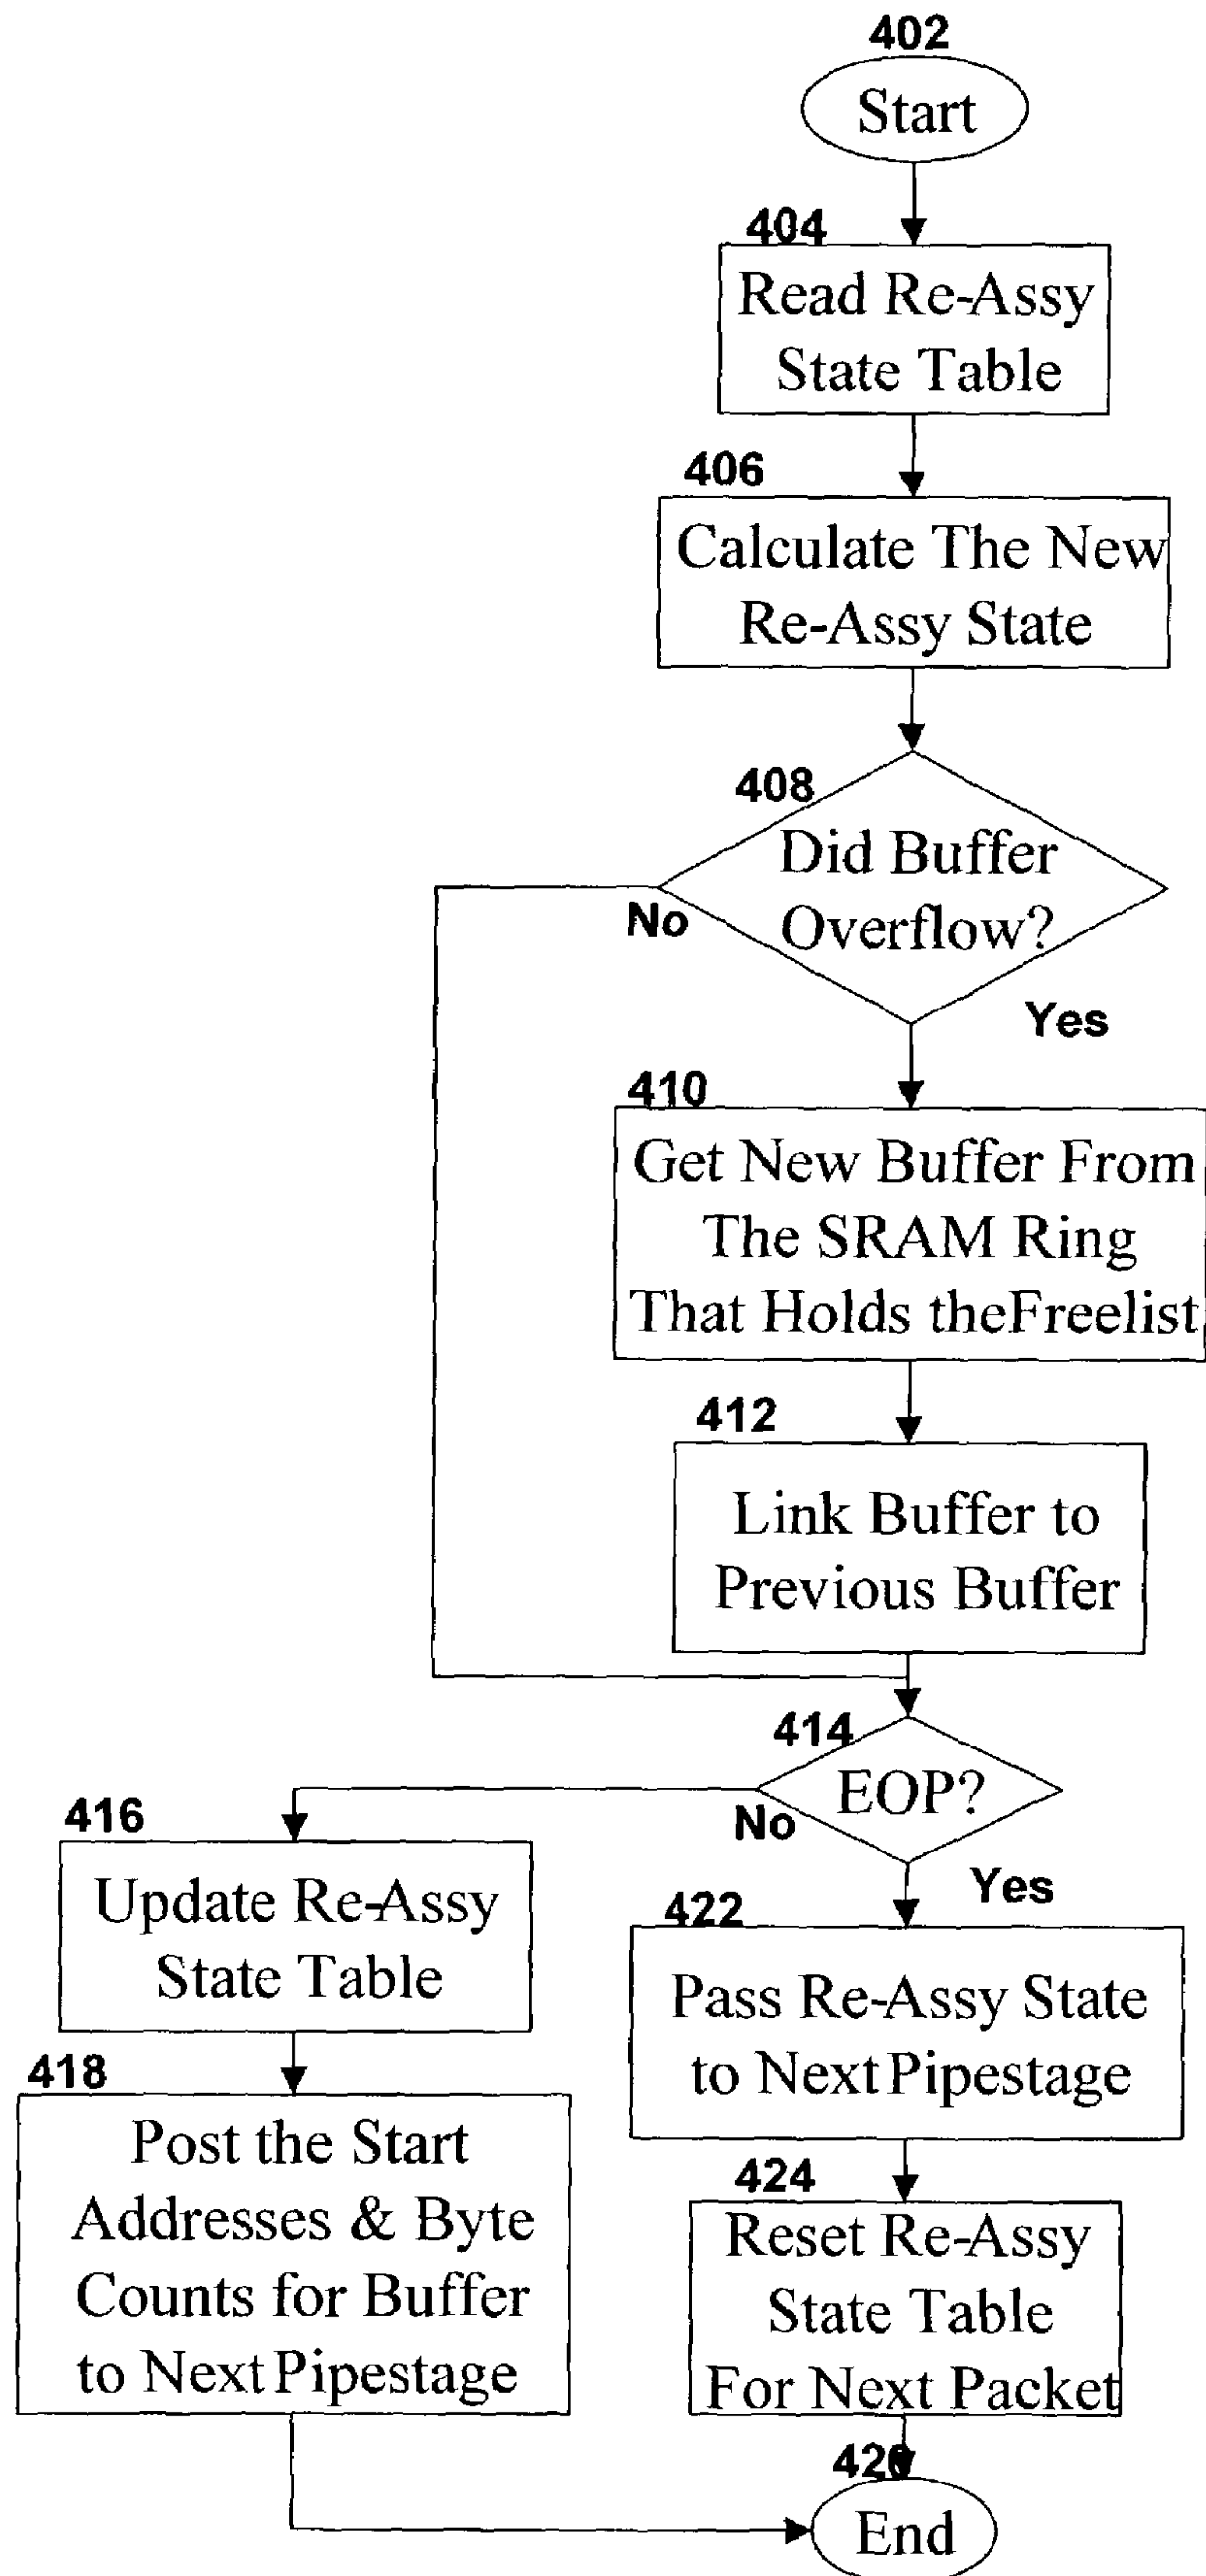 402
Start
404
Read Re-Assy
State Table
406
Calculate The New
Re-Assy State
408
Did Buffer
Overflow?
No
Yes
410
Get New Buffer From
The SRAM Ring
That Holds theFreelist
412
Link Buffer to
Previous Buffer
414
EOP?
No
Yes
416
Update Re-Assy
State Table
418
Post the Start
Addresses & Byte
Counts for Buffer
to Next Pipestage
422
Pass Re-Assy State
to Next Pipestage
424
Reset Re-Assy
State Table
For Next Packet
420
End